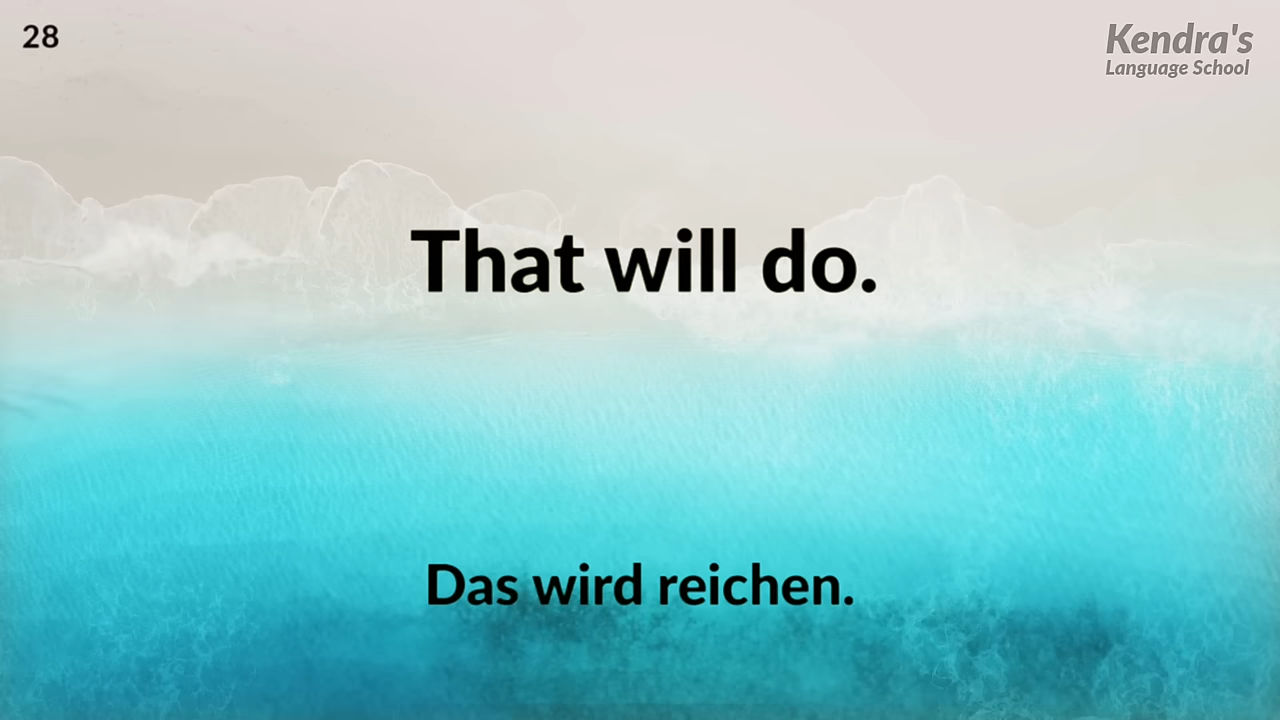 28
Kendra's
Language School
That will do.
Das wird reichen.